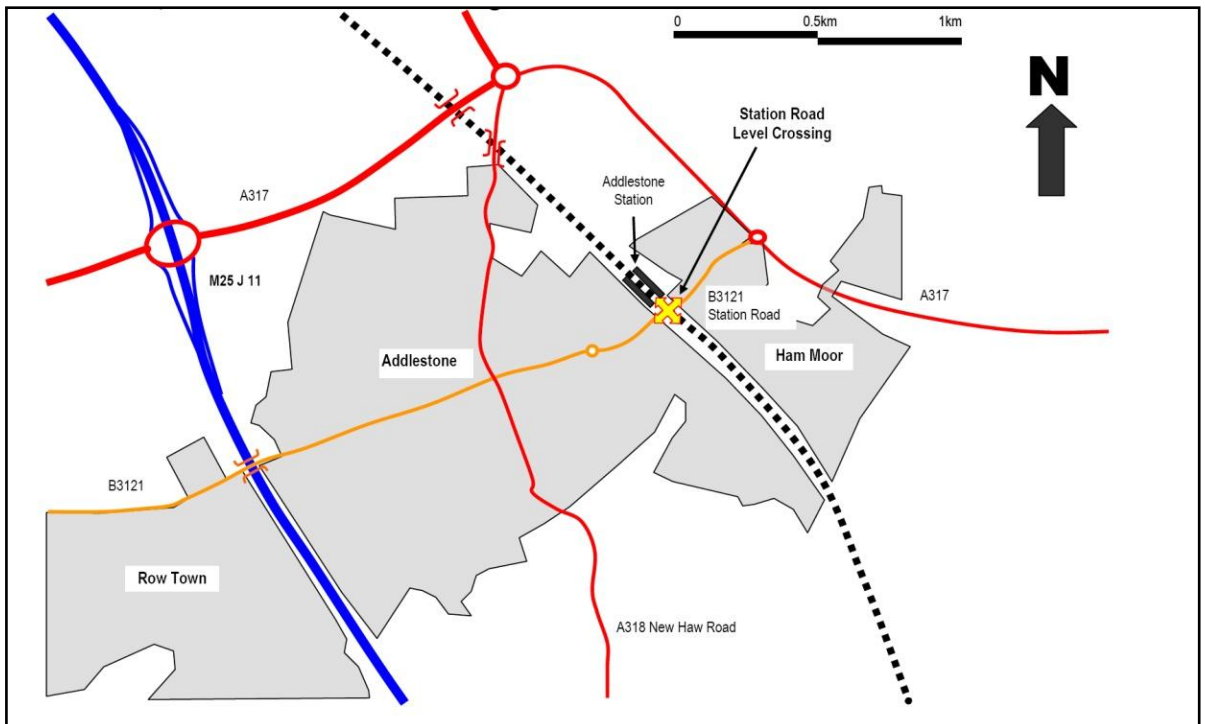 0
0.5km
1km
N
Station Road
Level Crossing
Addlestone
Station
A317
M25 J 11
B3121
Station Road
A317
Ham Moor
Addlestone
B3121
Row Town
A318 New Haw Road